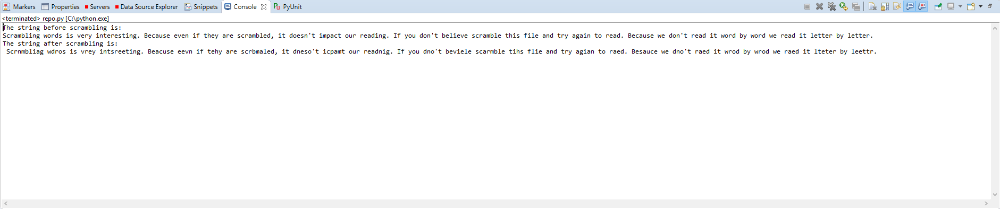 Markers Properties Servers Data Source Explorer Snippets Console PyUnit
<terminated> repo.py [C:\python.exe]
The string before scrambling is:
Scrambling words is very interesting. Because even if they are scrambled, it doesn't impact our reading. If you don't believe scramble this file and try again to read. Because we don't read it word by word we read it letter by letter.
The string after scrambling is:
Scrnmbliag wdros is vrey intsreeting. Beacuse eevn if tehy are scrbmaled, it dneso't icpamt our readnig. If you dno't beviele scarmble tihs flie and try agian to raed. Besauce we dno't raed it wrod by wrod we raed it lteter by leettr.